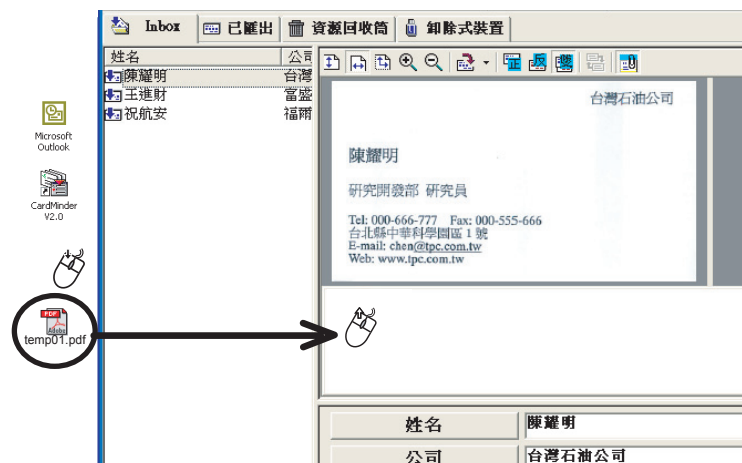 Inbox
已匯出
資源回收筒
卸除式裝置
姓名
陳耀明 台灣
王進財 富盛
祝航安 福爾
正
反
台灣石油公司
陳耀明
研究開發部 研究員
Tel: 000-666-777 Fax: 000-555-666
台北縣中華科學園區 1 號
E-mail: chen@tpc.com.tw
Web: www.tpc.com.tw
Microsoft
Outlook
CardMinder
V2.0
PDF
Adobe
temp01.pdf
姓名 陳耀明
公司 台灣石油公司